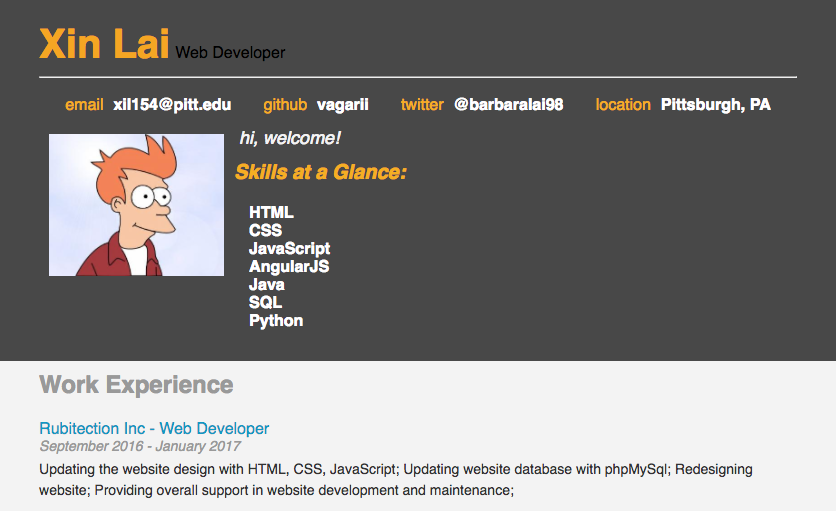 Xin Lai Web Developer
email xil154@pitt.edu github vagarii twitter @barbaralai98 location Pittsburgh, PA
hi, welcome!
Skills at a Glance:
HTML
CSS
JavaScript
AngularJS
Java
SQL
Python
Work Experience
Rubitection Inc - Web Developer
September 2016 - January 2017
Updating the website design with HTML, CSS, JavaScript; Updating website database with phpMySql; Redesigning
website; Providing overall support in website development and maintenance;